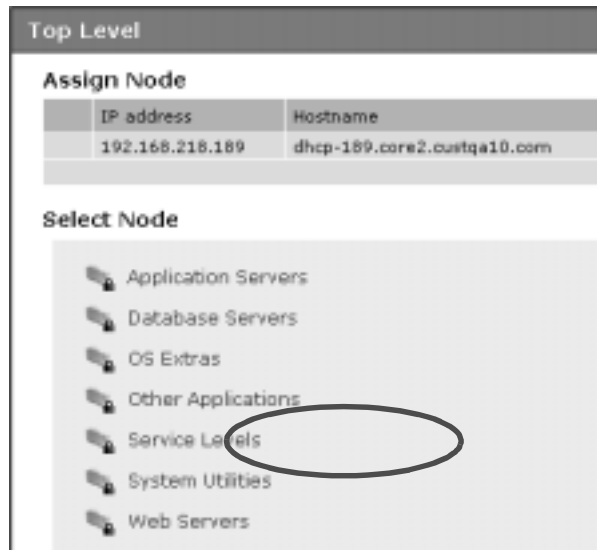 Top Level
Assign Node
IP address Hostname
192.168.218.189 dhcp-189.core2.custqa10.com
Select Node
Application Servers
Database Servers
OS Extras
Other Applications
Service Levels
System Utilities
Web Servers